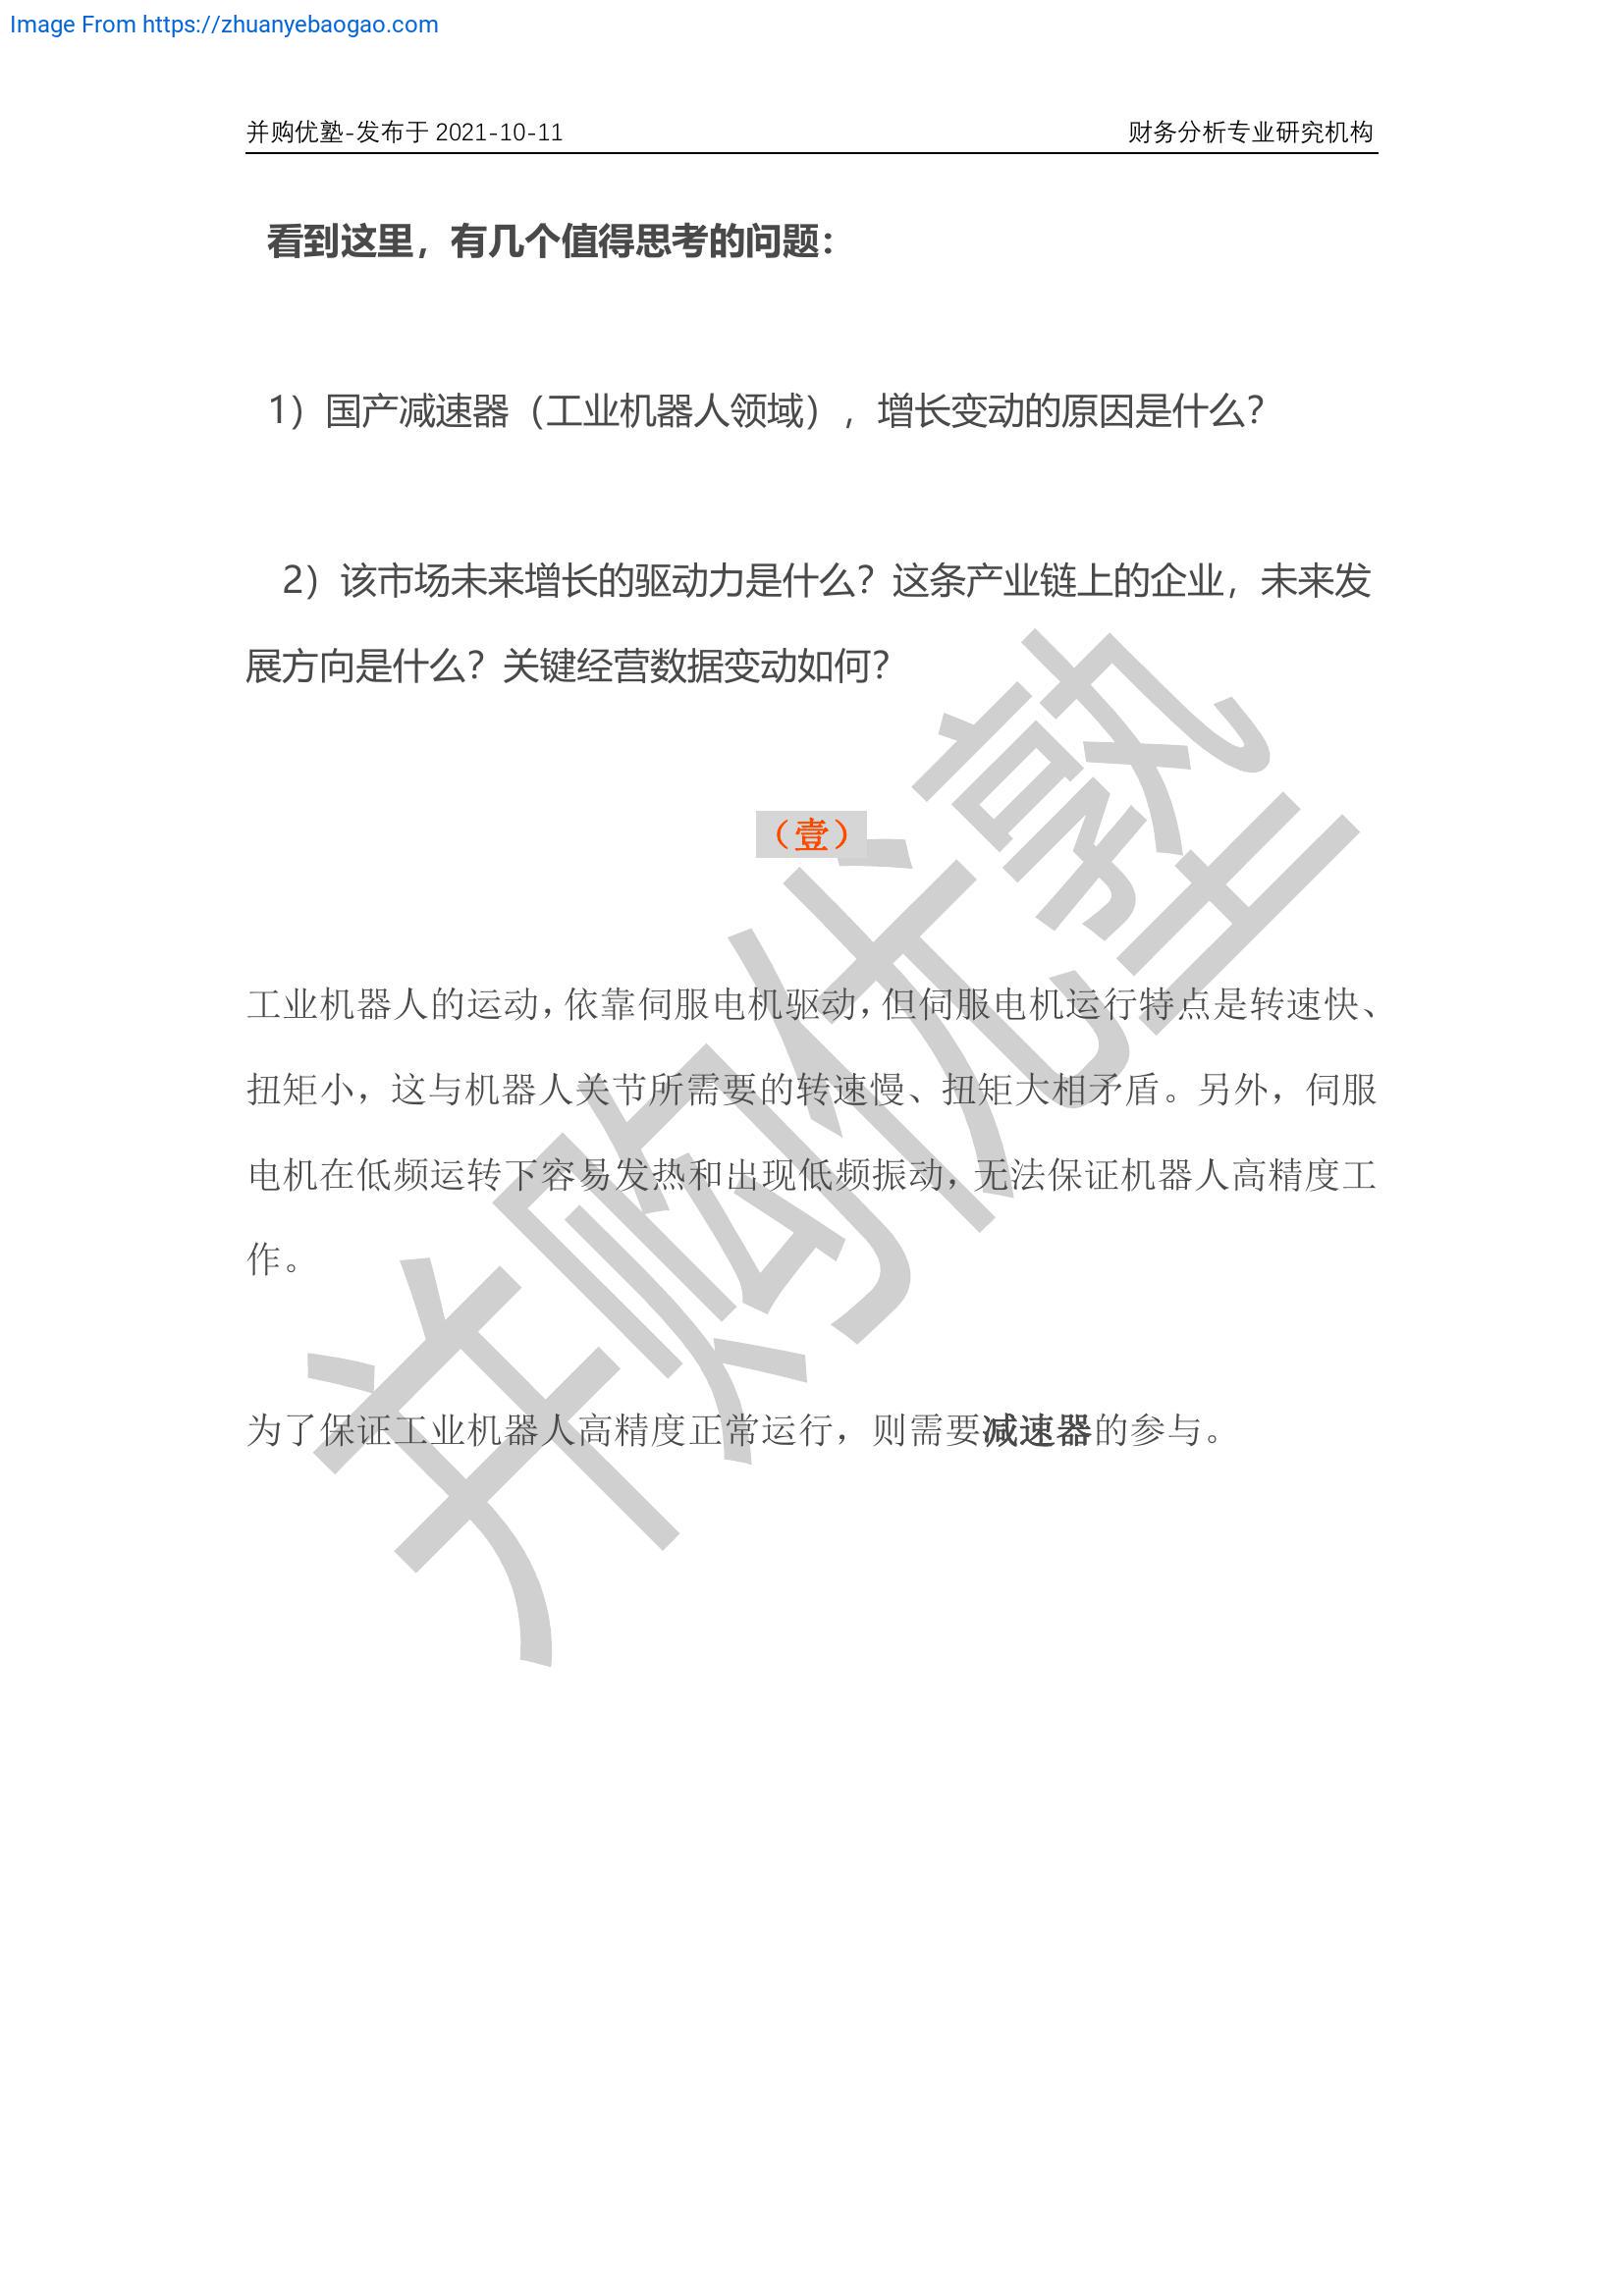 Image From https://zhuanyebaogao.com
并购优塾-发布于 2021-10-11 财务分析专业研究机构
看到这里，有几个值得思考的问题：
1）国产减速器（工业机器人领域），增长变动的原因是什么？
2）该市场未来增长的驱动力是什么？这条产业链上的企业，未来发
展方向是什么？关键经营数据变动如何？
（壹）
工业机器人的运动，依靠伺服电机驱动，但伺服电机运行特点是转速快、
扭矩小，这与机器人关节所需要的转速慢、扭矩大相矛盾。另外，伺服
电机在低频运转下容易发热和出现低频振动，无法保证机器人高精度工
作。
为了保证工业机器人高精度正常运行，则需要减速器的参与。
并购优塾